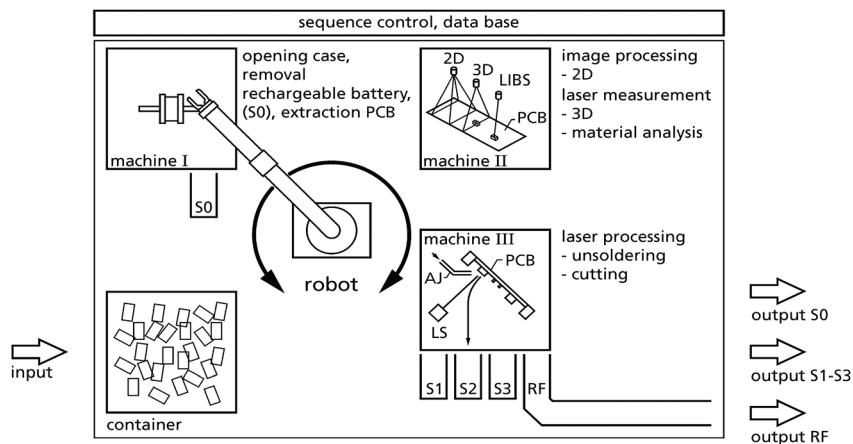 sequence control, data base
opening case,
removal
rechargeable battery,
(S0), extraction PCB
machine I
S0
2D
3D
LIBS
PCB
machine II
image processing
- 2D
laser measurement
- 3D
- material analysis
robot
machine III
PCB
AJ
LS
laser processing
- unsoldering
- cutting
S1
S2
S3
RF
input
container
output S0
output S1-S3
output RF